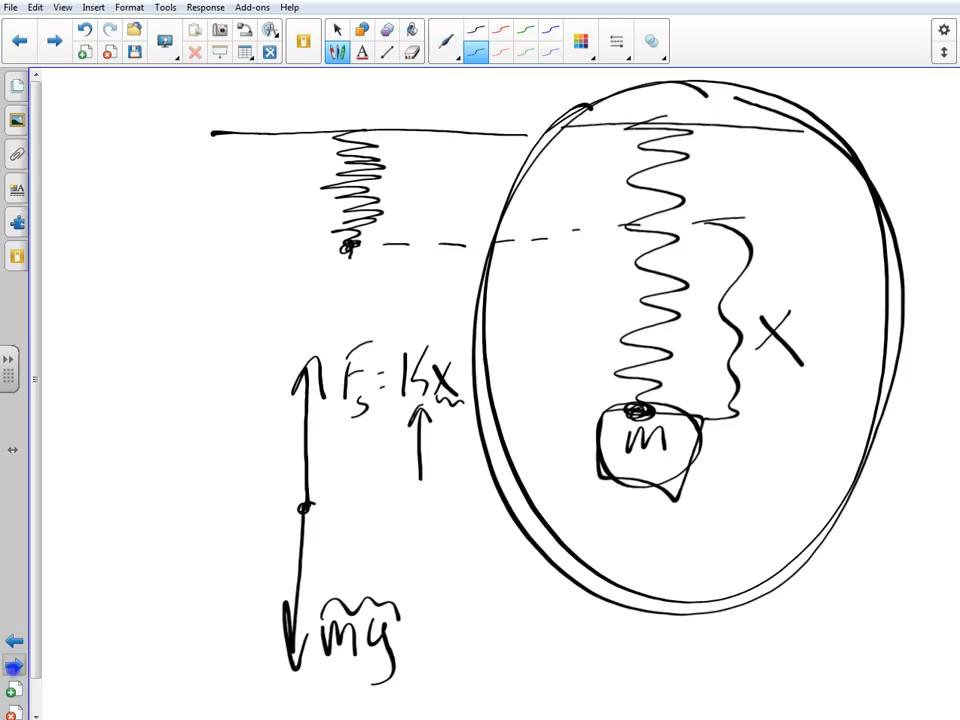 File Edit View Insert Format Tools Response Add-ons Help
Fs = kx
x
m
mg